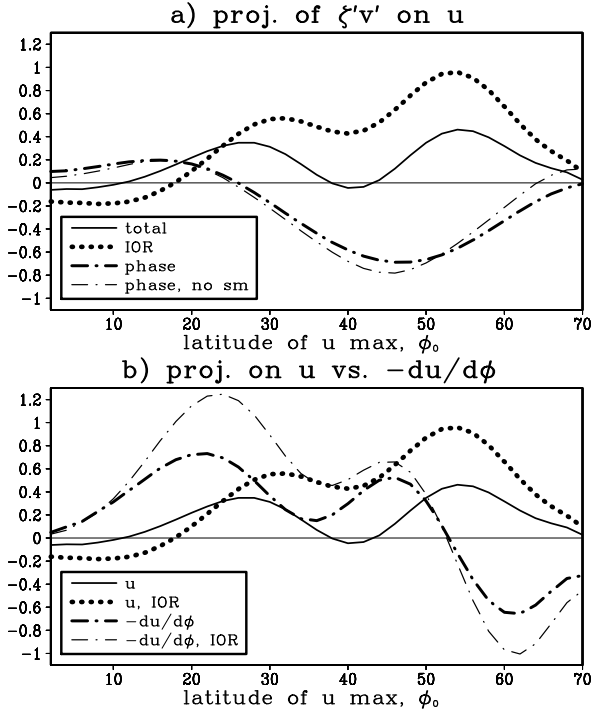 a) proj. of ζ'v' on u
1.2
1
0.8
0.6
0.4
0.2
0
-0.2
-0.4
-0.6
-0.8
-1
total
IOR
phase
phase, no sm
10 20 30 40 50 60 70
latitude of u max, ϕ₀
b) proj. on u vs. -du/dϕ
1.2
1
0.8
0.6
0.4
0.2
0
-0.2
-0.4
-0.6
-0.8
-1
u
u, IOR
-du/dϕ
-du/dϕ, IOR
10 20 30 40 50 60 70
latitude of u max, ϕ₀